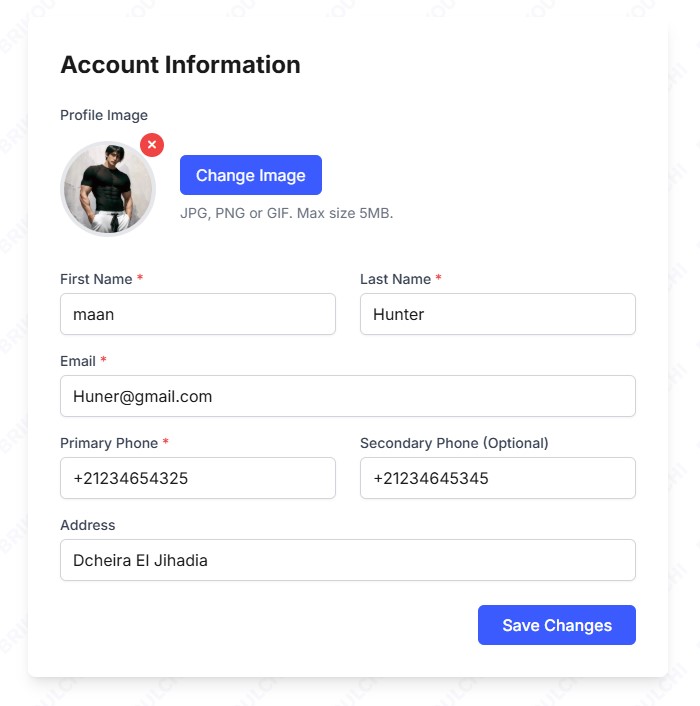 Account Information
Profile Image
Change Image
JPG, PNG or GIF. Max size 5MB.
First Name * Last Name *
maan Hunter
Email *
Huner@gmail.com
Primary Phone * Secondary Phone (Optional)
+21234654325 +21234645345
Address
Dcheira El Jihadia
Save Changes